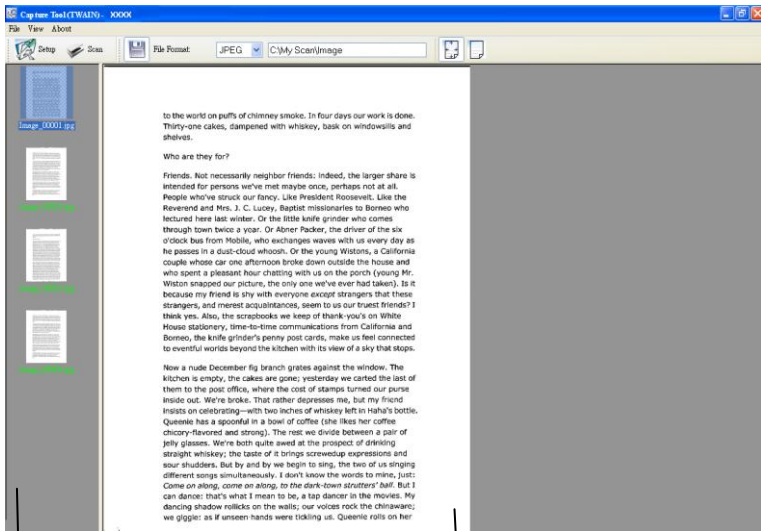 Capture Tool(TWAIN) - XXXX
File View About
Setup Scan File Format: JPEG C:\My Scan\Image
Image_00001.jpg
to the world on puffs of chimney smoke. In four days our work is done.
Thirty-one cakes, dampened with whiskey, bask on windowsills and
shelves.
Who are they for?
Friends. Not necessarily neighbor friends: indeed, the larger share is
intended for persons we've met maybe once, perhaps not at all.
People who've struck our fancy. Like President Roosevelt. Like the
Reverend and Mrs. J. C. Lucey, Baptist missionaries to Borneo who
lectured here last winter. Or the little knife grinder who comes
through town twice a year. Or Abner Packer, the driver of the six
o'clock bus from Mobile, who exchanges waves with us every day as
he passes in a dust-cloud whoosh. Or the young Wistons, a California
couple whose car one afternoon broke down outside the house and
who spent a pleasant hour chatting with us on the porch (young Mr.
Wiston snapped our picture, the only one we've ever had taken). Is it
because my friend is shy with everyone except strangers that these
strangers, and merest acquaintances, seem to us our truest friends? I
think yes. Also, the scrapbooks we keep of thank-you's on White
House stationery, time-to-time communications from California and
Borneo, the knife grinder's penny post cards, make us feel connected
to eventful worlds beyond the kitchen with its view of a sky that stops.
Now a nude December fig branch grates against the window. The
kitchen is empty, the cakes are gone; yesterday we carted the last of
them to the post office, where the cost of stamps turned our purse
inside out. We're broke. That rather depresses me, but my friend
insists on celebrating—with two inches of whiskey left in Haha's bottle.
Queenie has a spoonful in a bowl of coffee (she likes her coffee
chicory-flavored and strong). The rest we divide between a pair of
jelly glasses. We're both quite awed at the prospect of drinking
straight whiskey; the taste of it brings screwedup expressions and
sour shudders. But by and by we begin to sing, the two of us singing
different songs simultaneously. I don't know the words to mine, just:
Come on along, come on along, to the dark-town strutters' ball. But I
can dance: that's what I mean to be, a tap dancer in the movies. My
dancing shadow rollicks on the walls; our voices rock the chinaware;
we giggle: as if unseen hands were tickling us. Queenie rolls on her